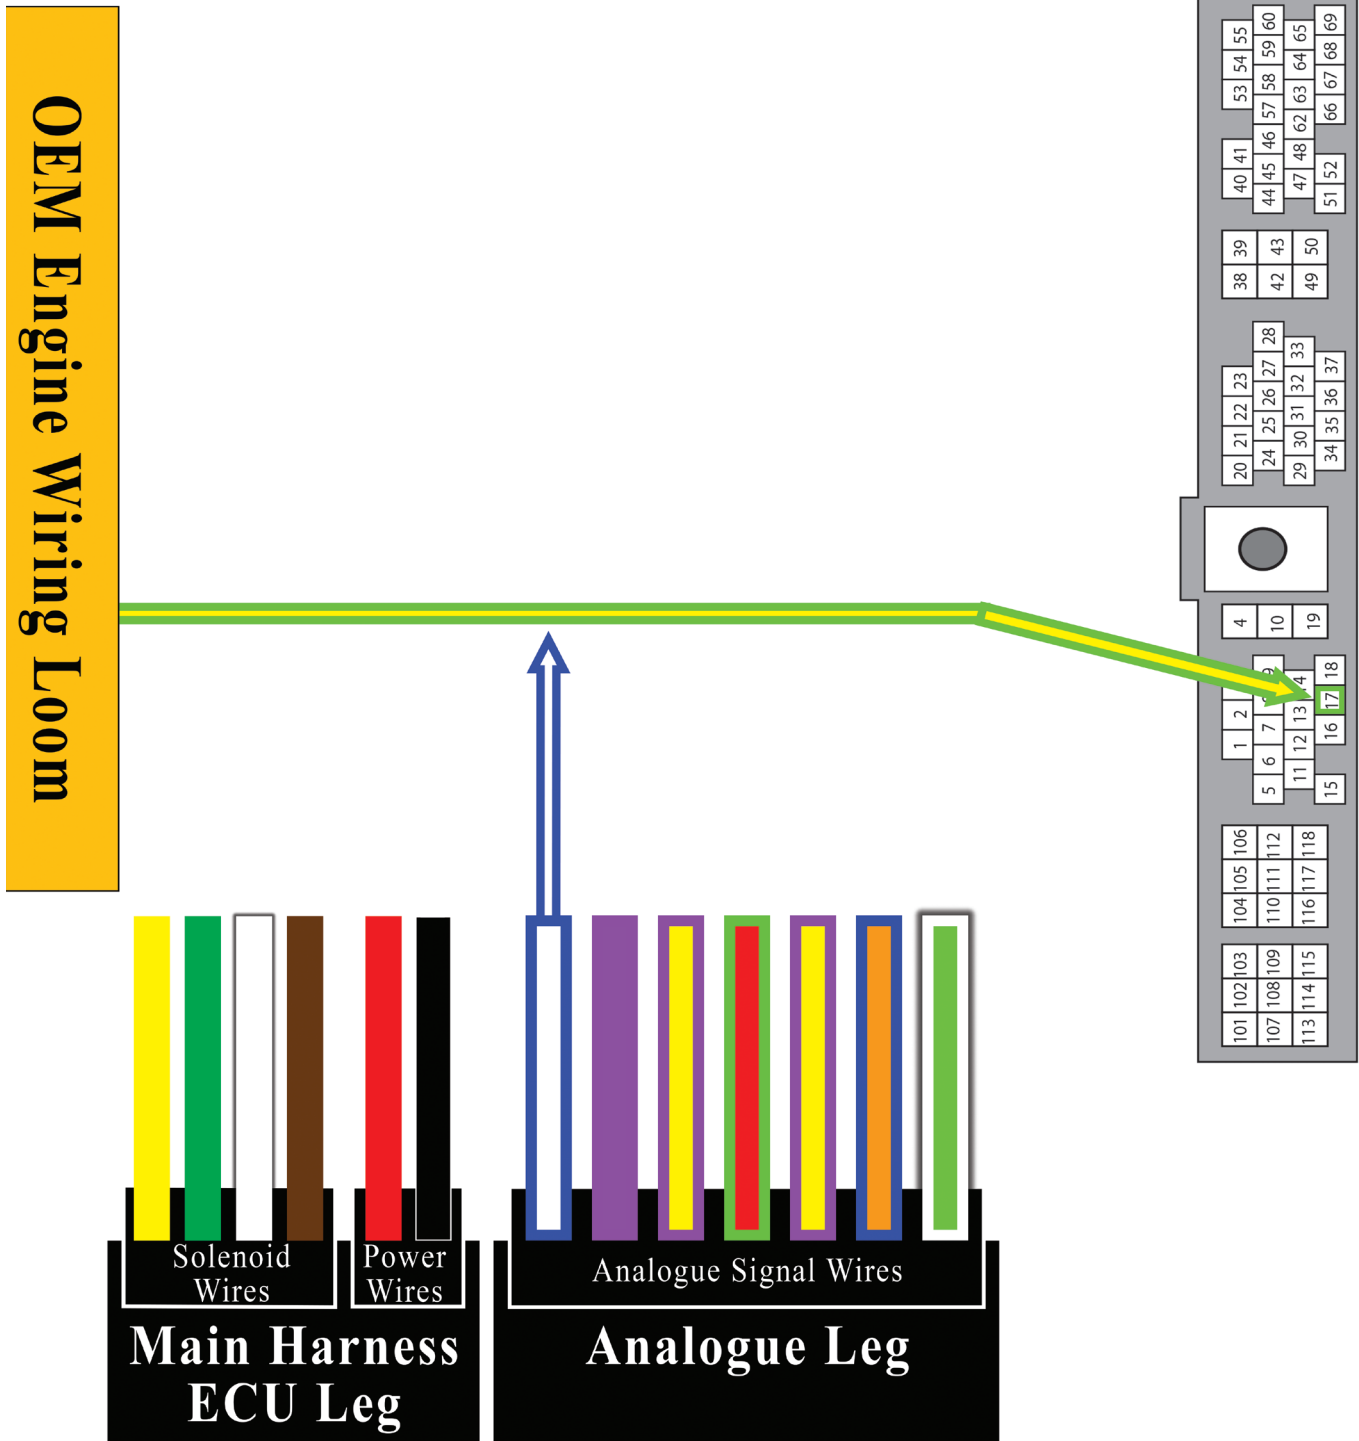 OEM Engine Wiring Loom
101 102 103 104 105 106 1 2 4 20 21 22 23 38 39 40 41 53 54 55
107 108 109 110 111 112 5 6 7 9 10 24 25 26 27 28 42 43 44 45 46 57 58 59 60
113 114 115 116 117 118 11 12 13 19 29 30 31 32 33 49 50 47 48 62 63 64 65
15 16 17 18 34 35 36 37 51 52 66 67 68 69
Solenoid
Wires
Power
Wires
Main Harness
ECU Leg
Analogue Signal Wires
Analogue Leg